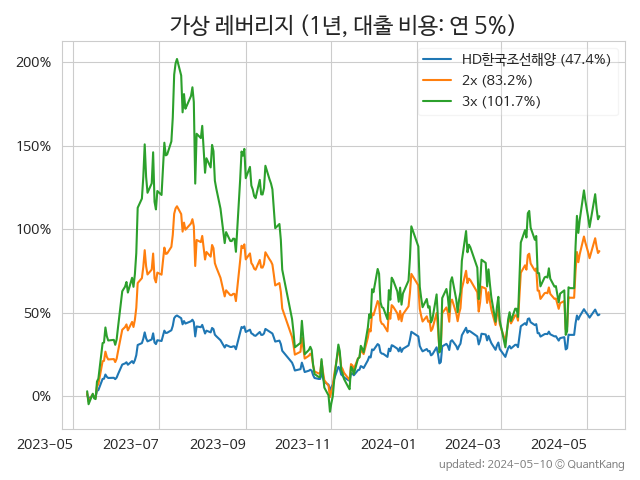 가상 레버리지 (1년, 대출 비용: 연 5%)
HD한국조선해양 (47.4%)
2x (83.2%)
3x (101.7%)
200%
150%
100%
50%
0%
2023-05 2023-07 2023-09 2023-11 2024-01 2024-03 2024-05
updated: 2024-05-10 © QuantKang